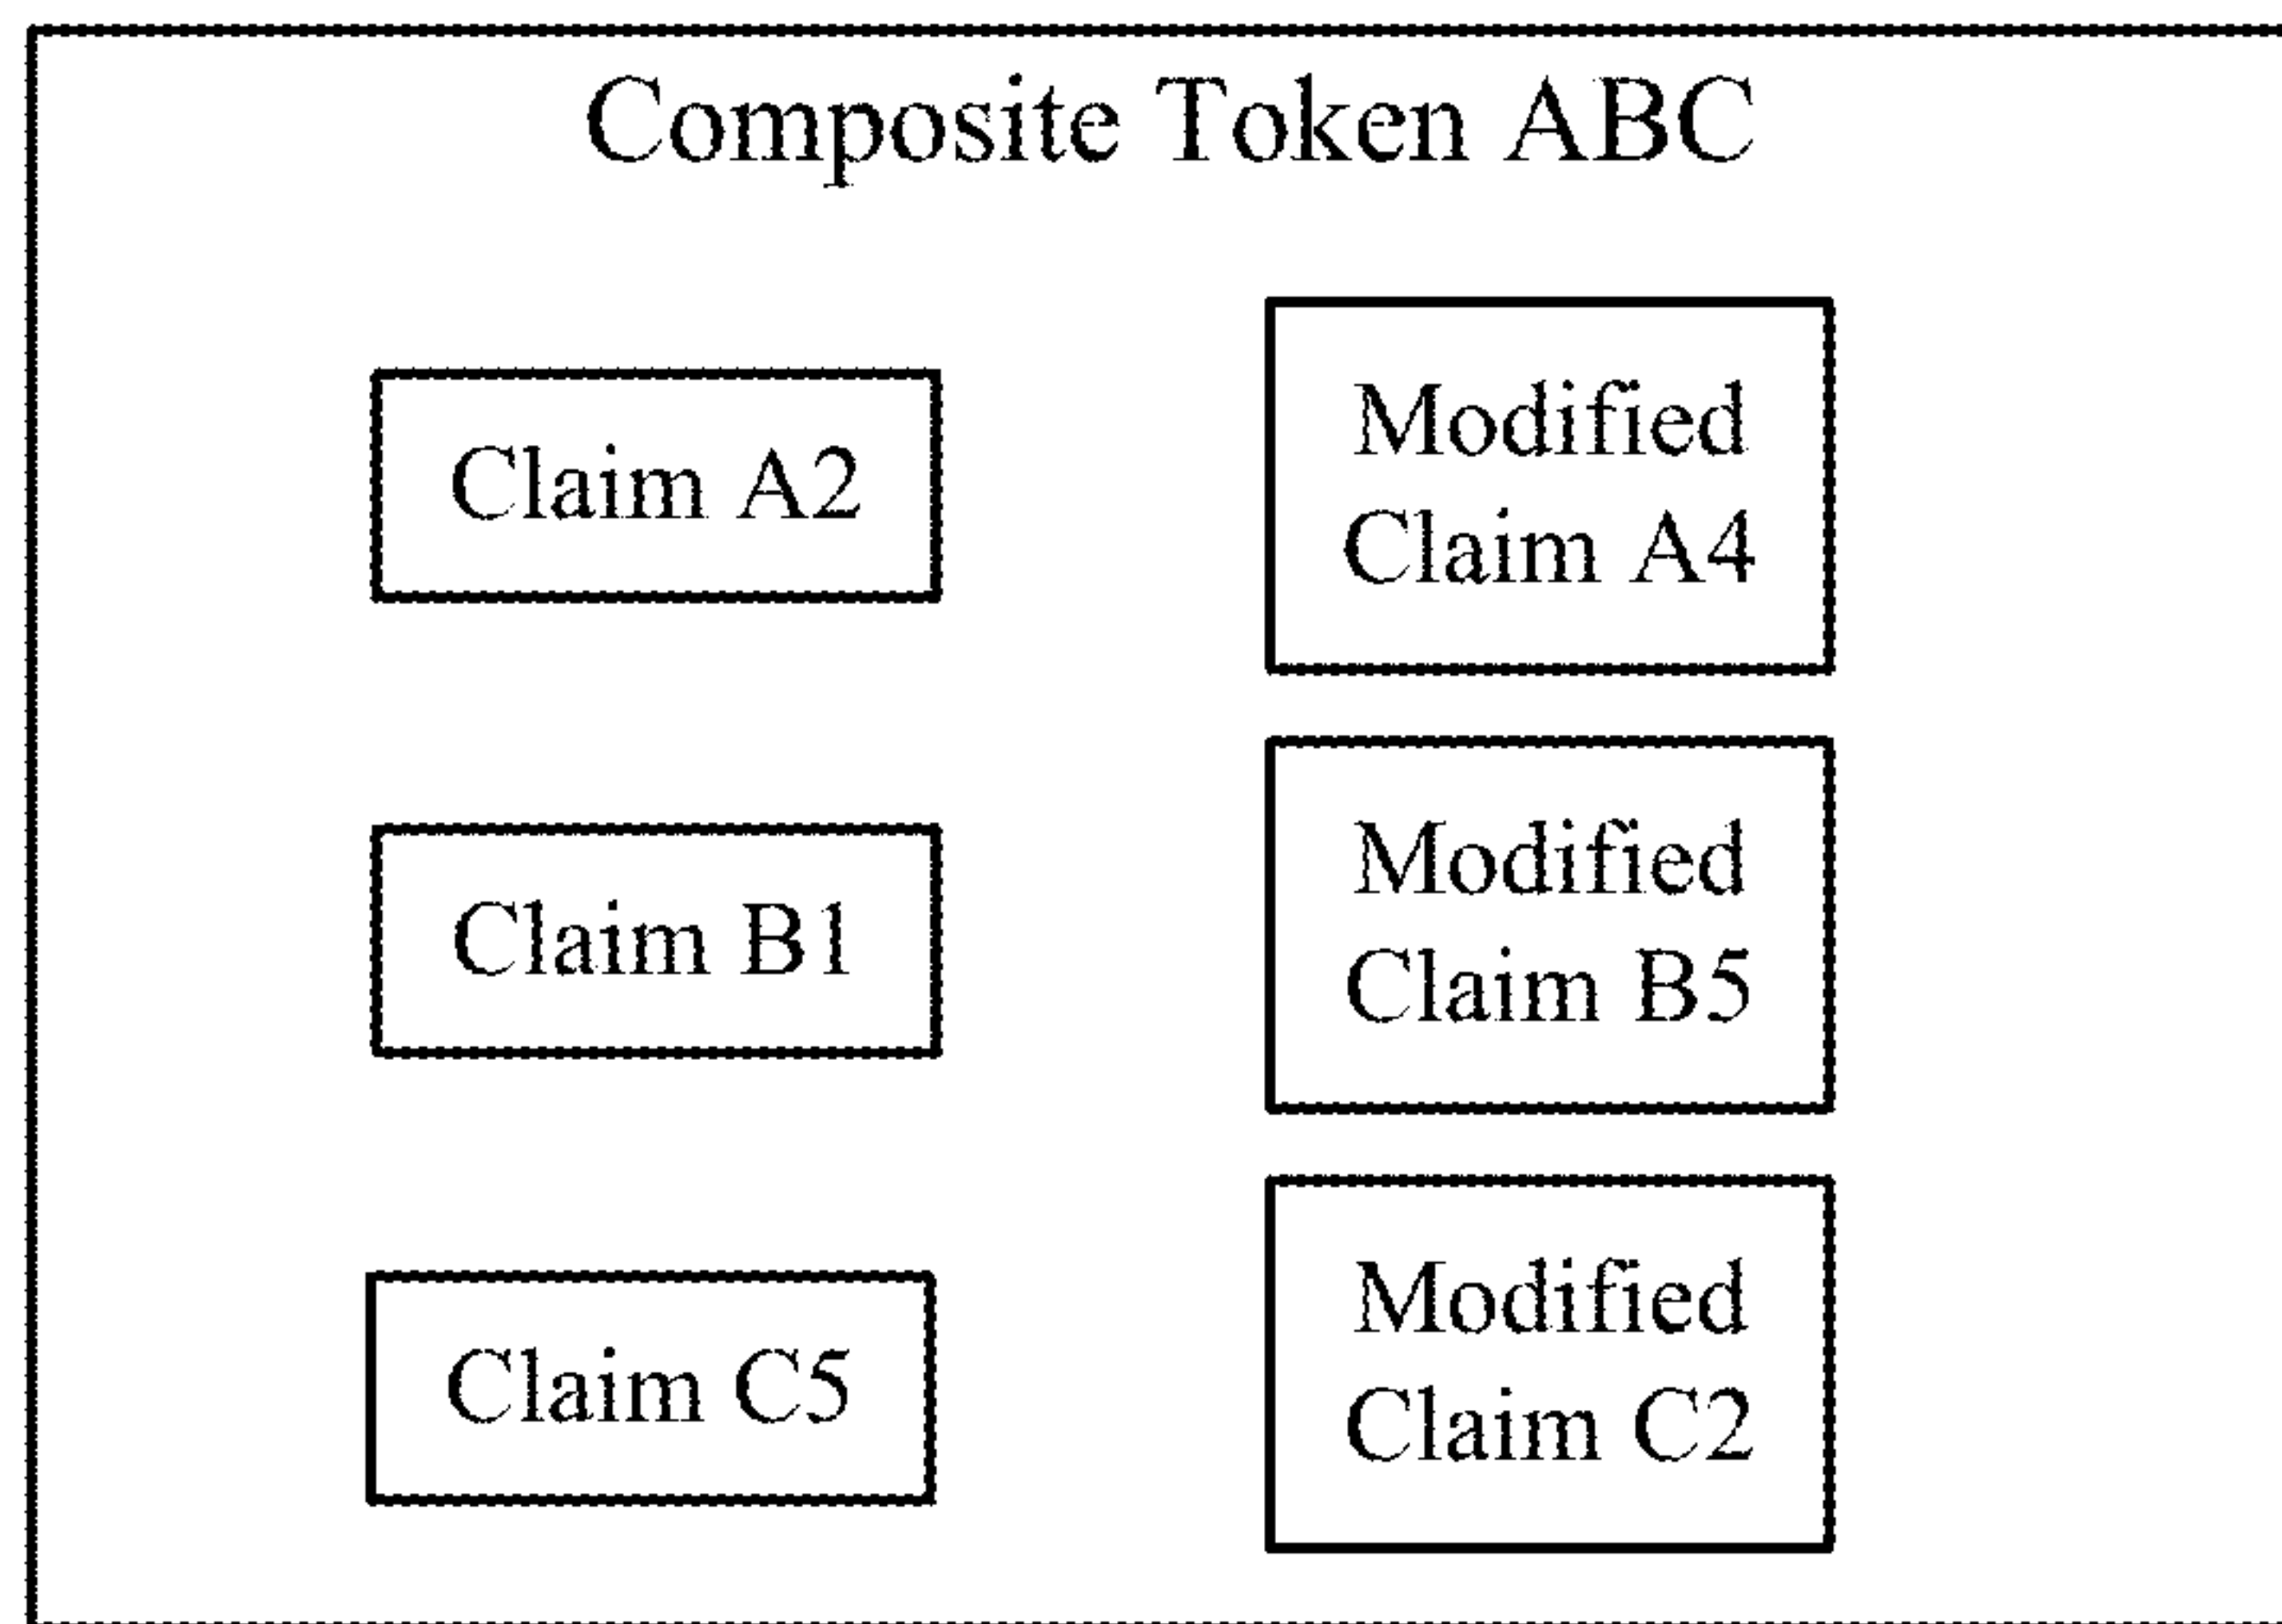 Composite Token ABC
Claim A2
Modified
Claim A4
Claim B1
Modified
Claim B5
Claim C5
Modified
Claim C2